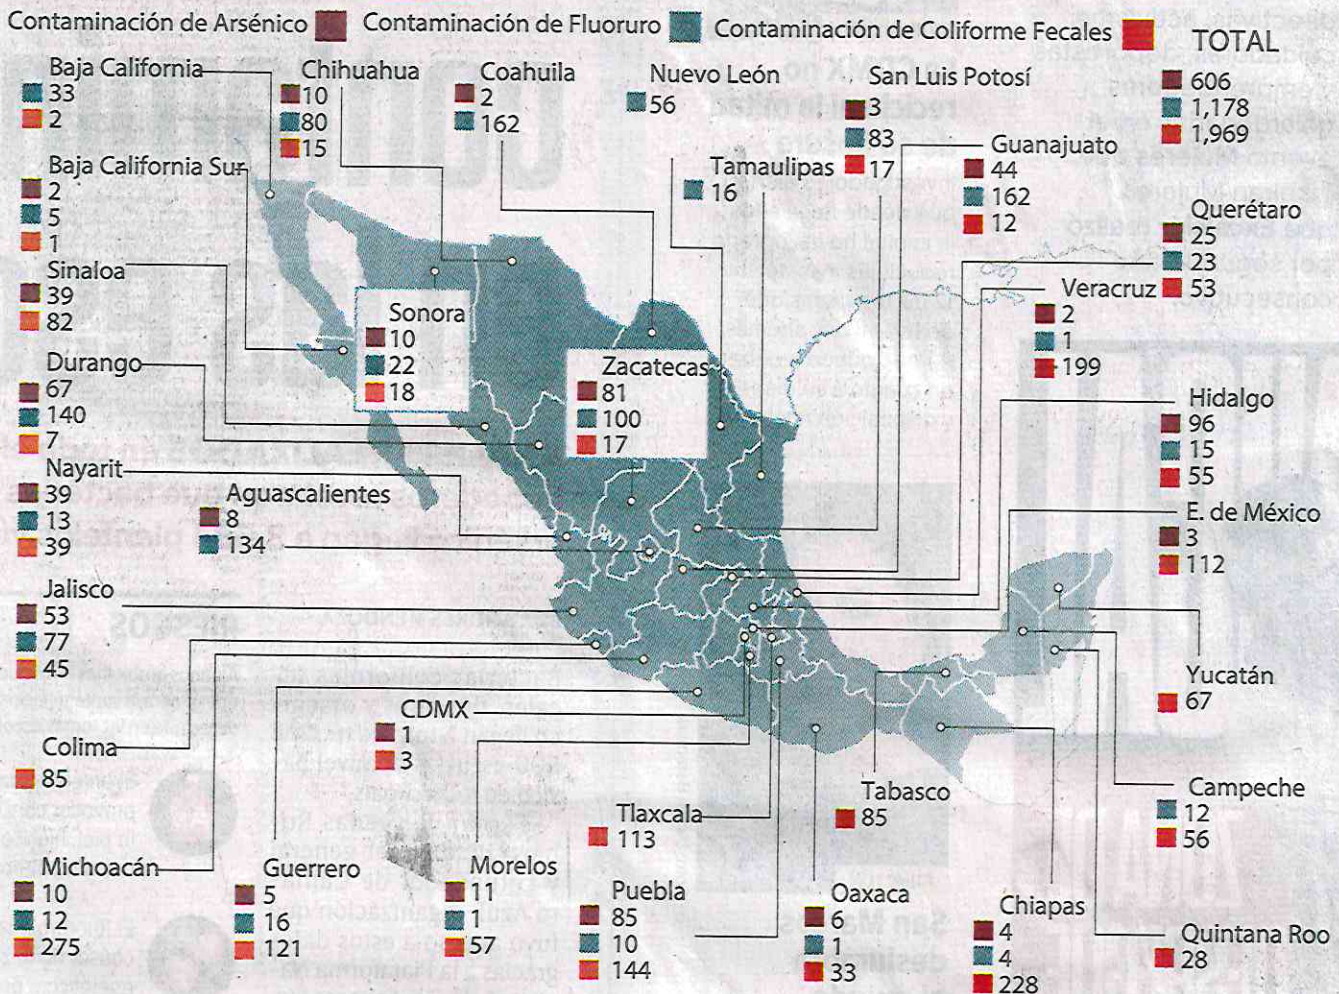 Contaminación de Arsénico
Contaminación de Fluoruro
Contaminación de Coliforme Fecales
TOTAL
606
1,178
1,969
Baja California
33
2
Chihuahua
10
80
15
Coahuila
2
162
Nuevo León
56
San Luis Potosí
3
83
17
Tamaulipas
16
Guanajuato
44
162
12
Baja California Sur
2
5
1
Querétaro
25
23
53
Sinaloa
39
82
Sonora
10
22
18
Veracruz
2
1
199
Durango
67
140
7
Zacatecas
81
100
17
Hidalgo
96
15
55
Nayarit
39
13
39
Aguascalientes
8
134
E. de México
3
112
Jalisco
53
77
45
Yucatán
67
CDMX
1
3
Colima
85
Tlaxcala
113
Tabasco
85
Campeche
12
56
Michoacán
10
12
275
Guerrero
5
16
121
Morelos
11
1
57
Puebla
85
10
144
Oaxaca
6
1
33
Chiapas
4
4
228
Quintana Roo
28